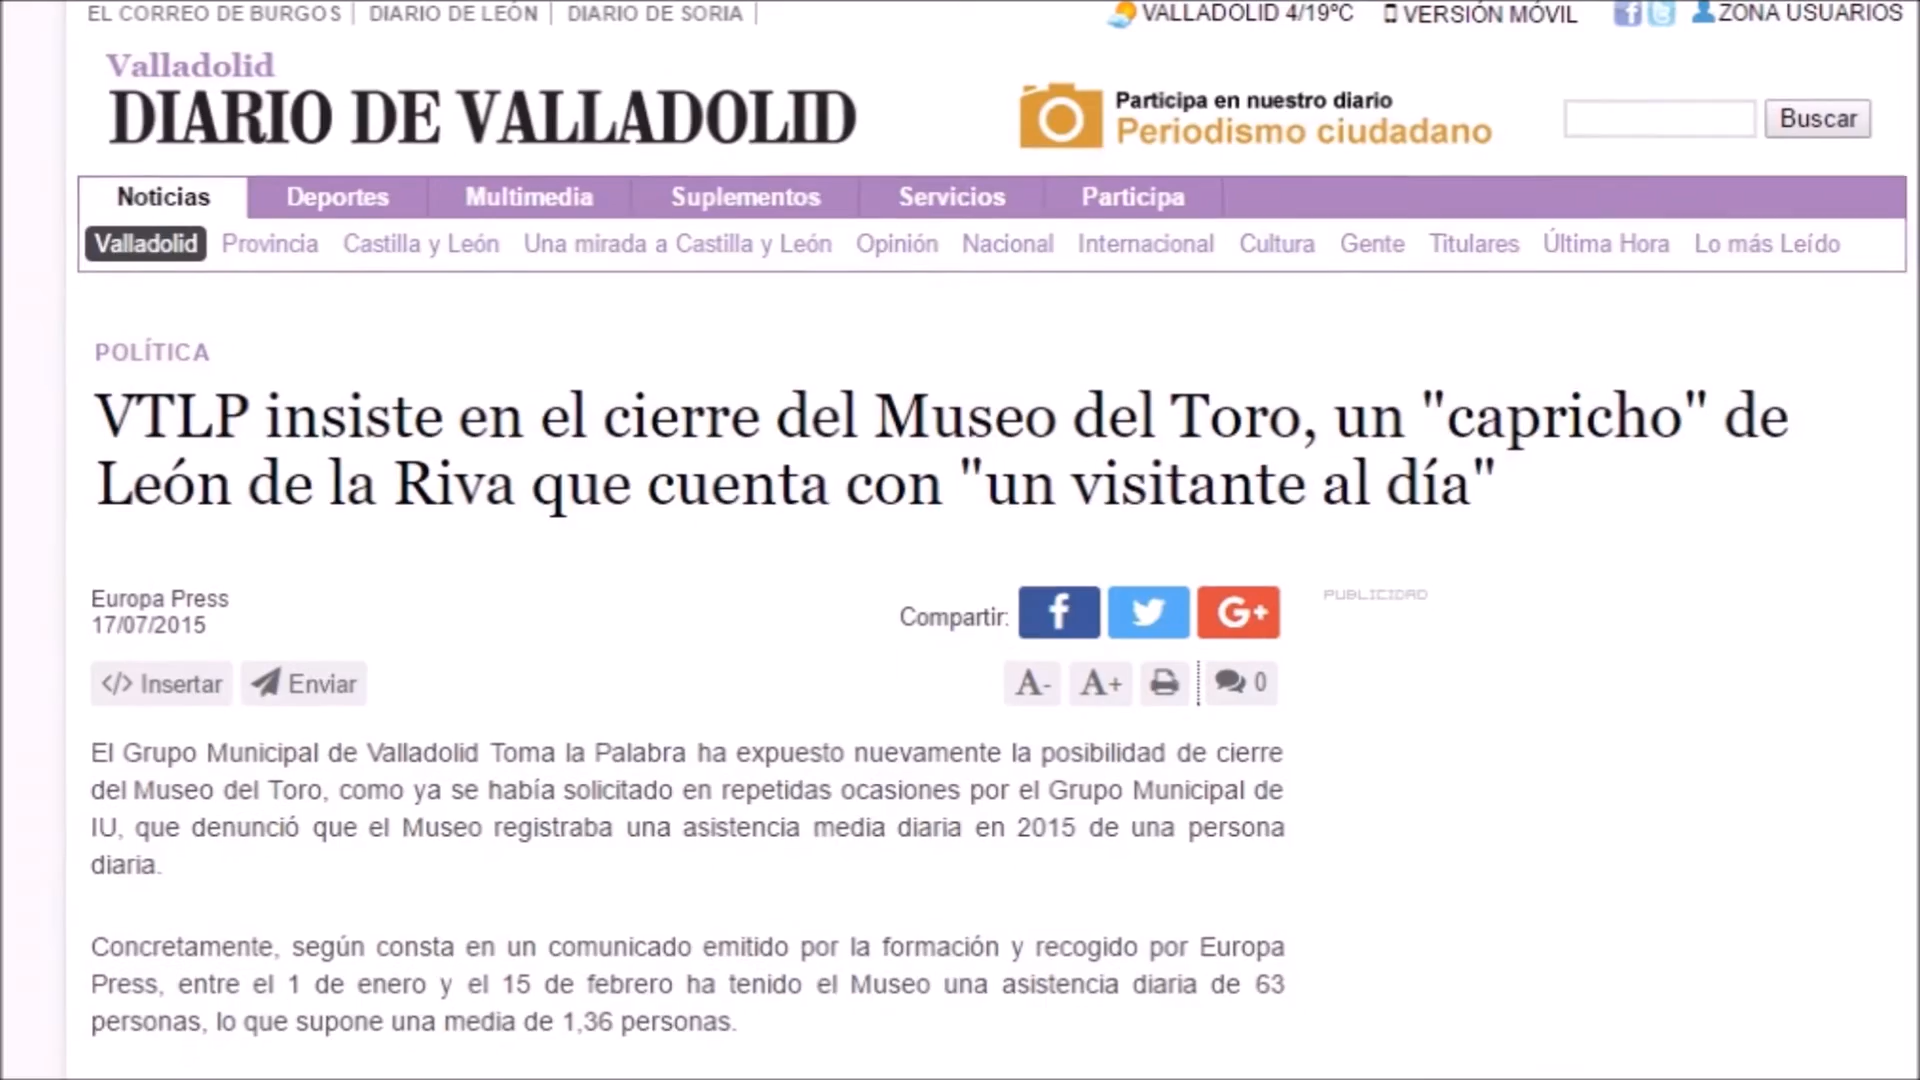 EL CORREO DE BURGOS | DIARIO DE LEÓN | DIARIO DE SORIA |
VALLADOLID 4/19ºC VERSIÓN MÓVIL ZONA USUARIOS
Valladolid
DIARIO DE VALLADOLID
Participa en nuestro diario
Periodismo ciudadano
Buscar
Noticias Deportes Multimedia Suplementos Servicios Participa
Valladolid Provincia Castilla y León Una mirada a Castilla y León Opinión Nacional Internacional Cultura Gente Titulares Última Hora Lo más Leído
POLÍTICA
VTLP insiste en el cierre del Museo del Toro, un "capricho" de
León de la Riva que cuenta con "un visitante al día"
Europa Press
17/07/2015
Compartir: f G+
PUBLICIDAD
</> Insertar Enviar
A- A+ 0
El Grupo Municipal de Valladolid Toma la Palabra ha expuesto nuevamente la posibilidad de cierre
del Museo del Toro, como ya se había solicitado en repetidas ocasiones por el Grupo Municipal de
IU, que denunció que el Museo registraba una asistencia media diaria en 2015 de una persona
diaria.
Concretamente, según consta en un comunicado emitido por la formación y recogido por Europa
Press, entre el 1 de enero y el 15 de febrero ha tenido el Museo una asistencia diaria de 63
personas, lo que supone una media de 1,36 personas.